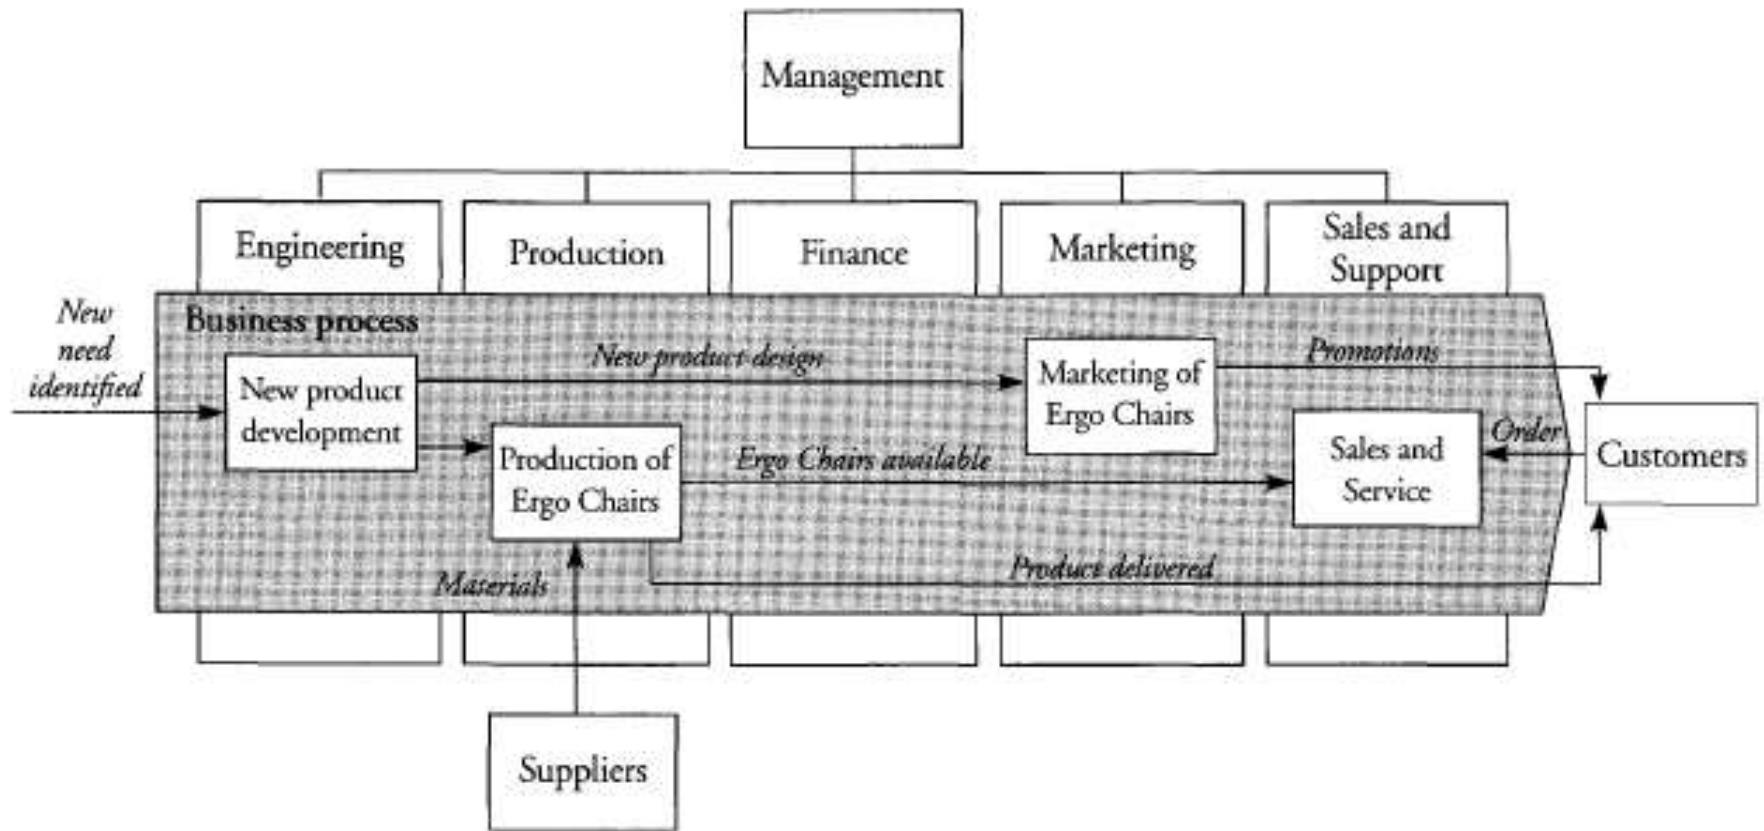 Management
Engineering
Production
Finance
Marketing
Sales and
Support
New
need
identified
Business process
New product
development
New product design
Marketing of
Ergo Chairs
Promotions
Production of
Ergo Chairs
Ergo Chairs available
Sales and
Service
Order
Customers
Materials
Product delivered
Suppliers